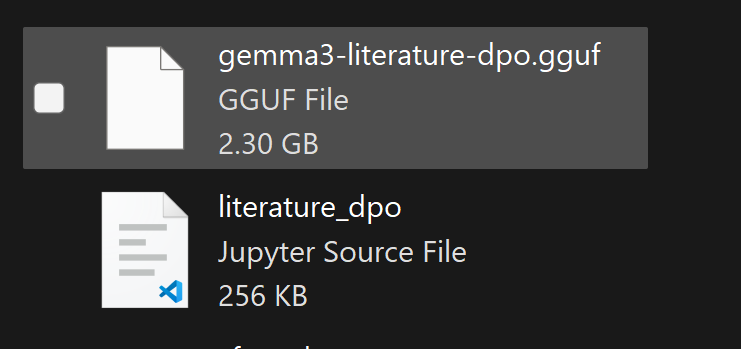 gemma3-literature-dpo.gguf
GGUF File
2.30 GB
literature_dpo
Jupyter Source File
256 KB